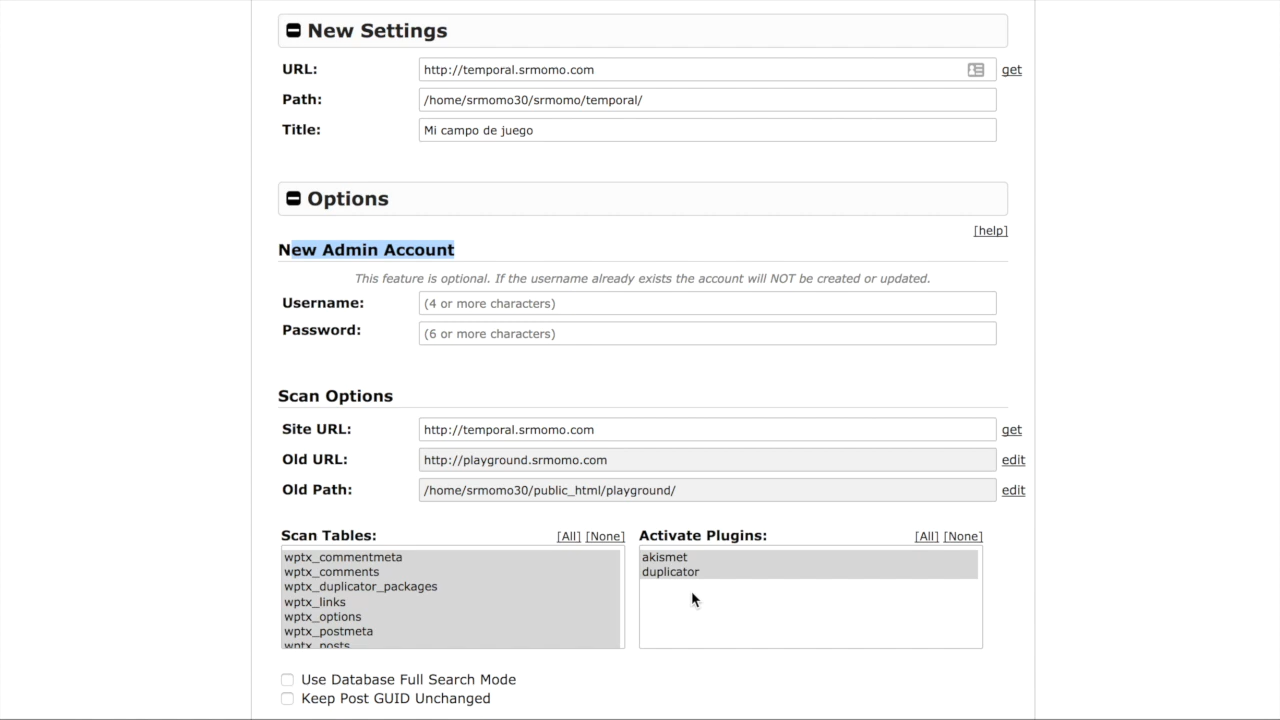 New Settings
URL: http://temporal.srmomo.com get
Path: /home/srmomo30/srmomo/temporal/
Title: Mi campo de juego
Options
[help]
New Admin Account
This feature is optional. If the username already exists the account will NOT be created or updated.
Username: (4 or more characters)
Password: (6 or more characters)
Scan Options
Site URL: http://temporal.srmomo.com get
Old URL: http://playground.srmomo.com edit
Old Path: /home/srmomo30/public_html/playground/ edit
Scan Tables: [All] [None] Activate Plugins: [All] [None]
wptx_commentmeta akismet
wptx_comments duplicator
wptx_duplicator_packages
wptx_links
wptx_options
wptx_postmeta
wptx_posts
Use Database Full Search Mode
Keep Post GUID Unchanged